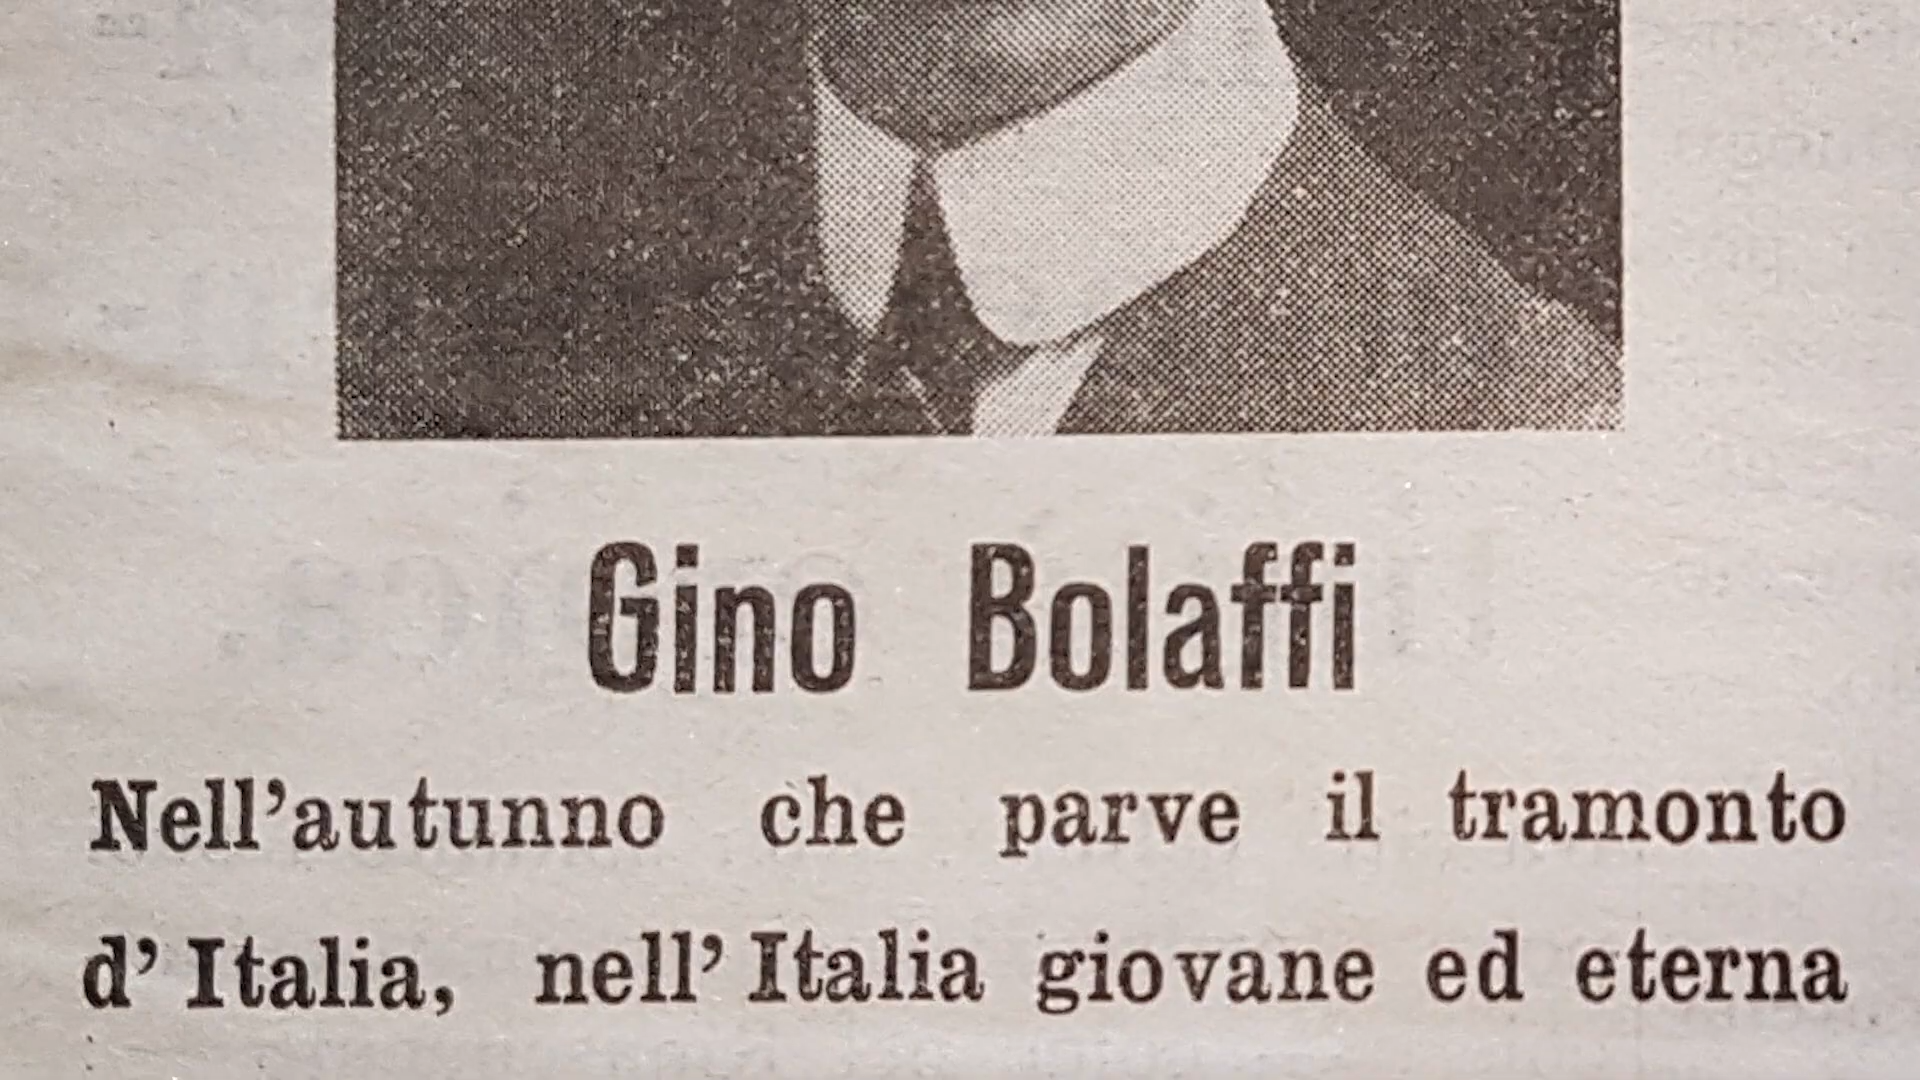 Gino Bolaffi
Nell'autunno che parve il tramonto
d' Italia, nell' Italia giovane ed eterna